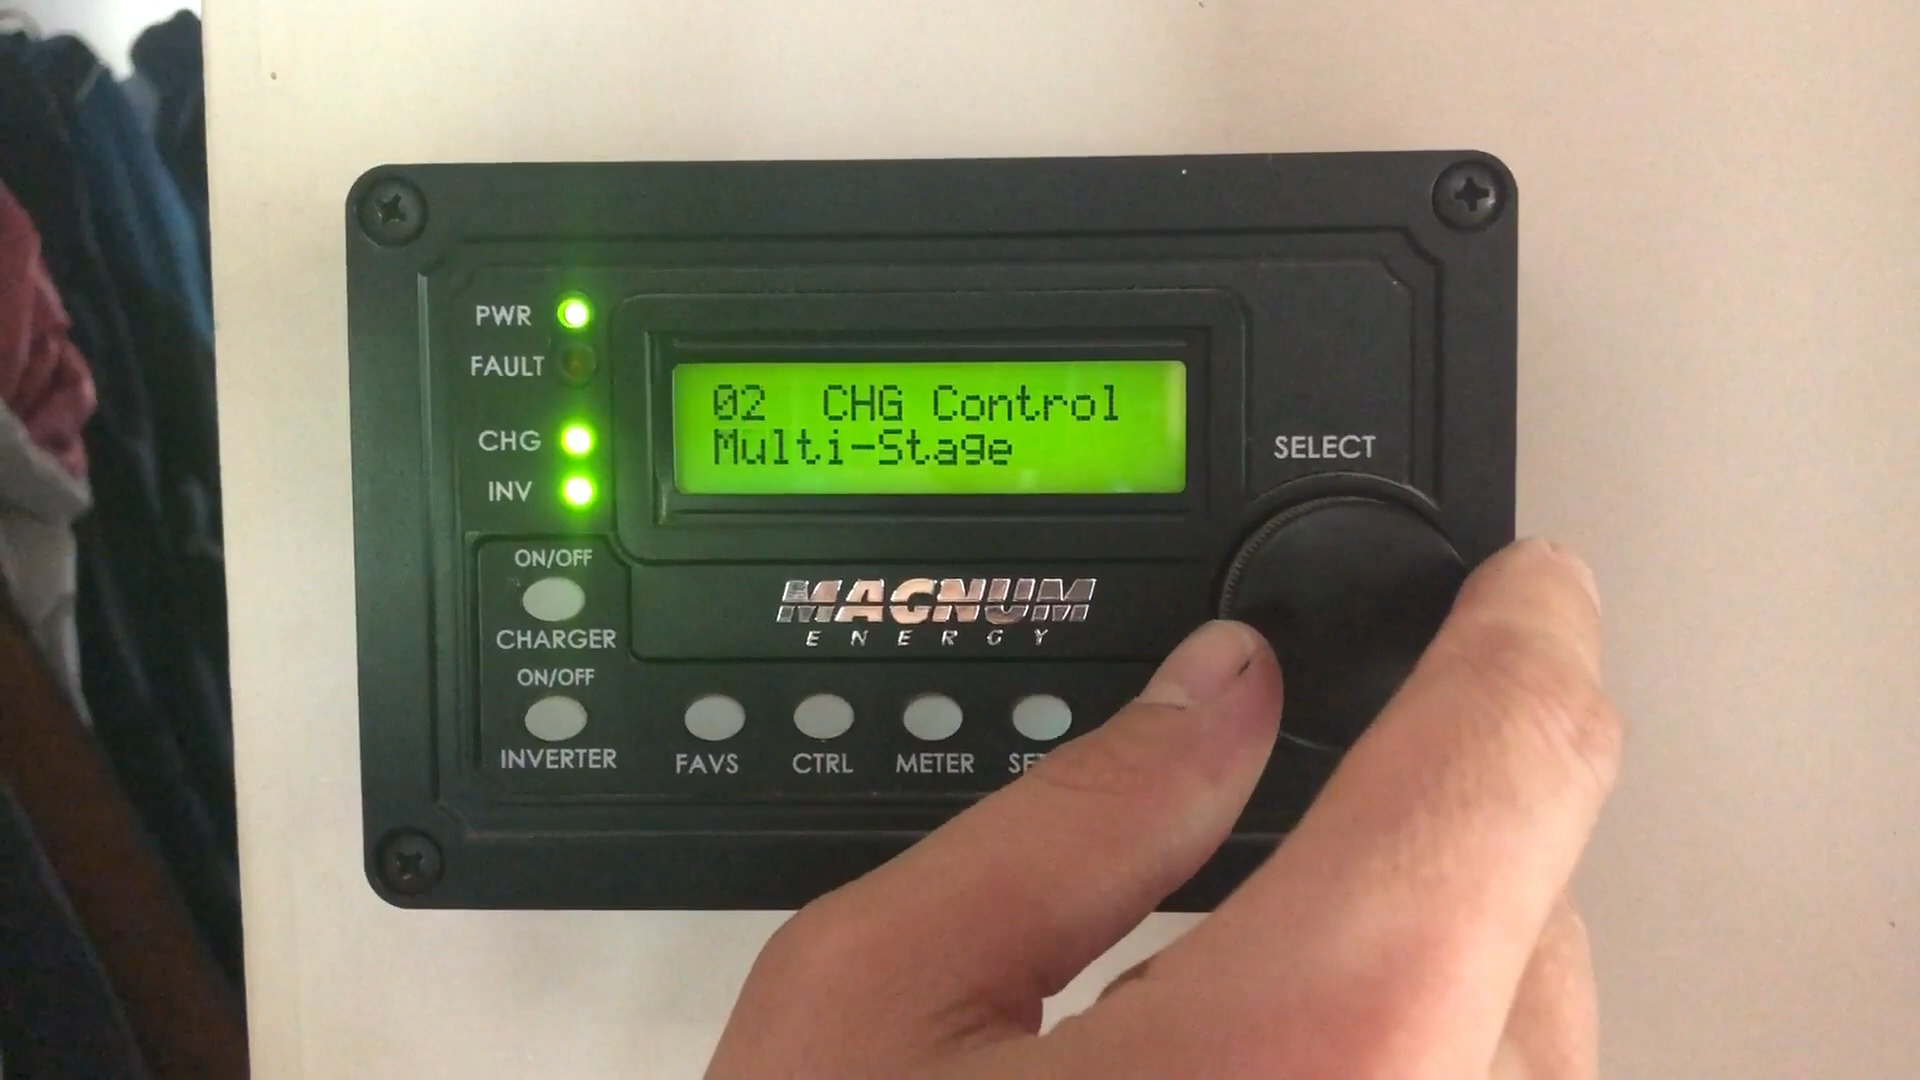 PWR
FAULT
CHG
INV
02 CHG Control
Multi-Stage
SELECT
ON/OFF
CHARGER
ON/OFF
INVERTER
MAGNUM
ENERGY
FAVS
CTRL
METER